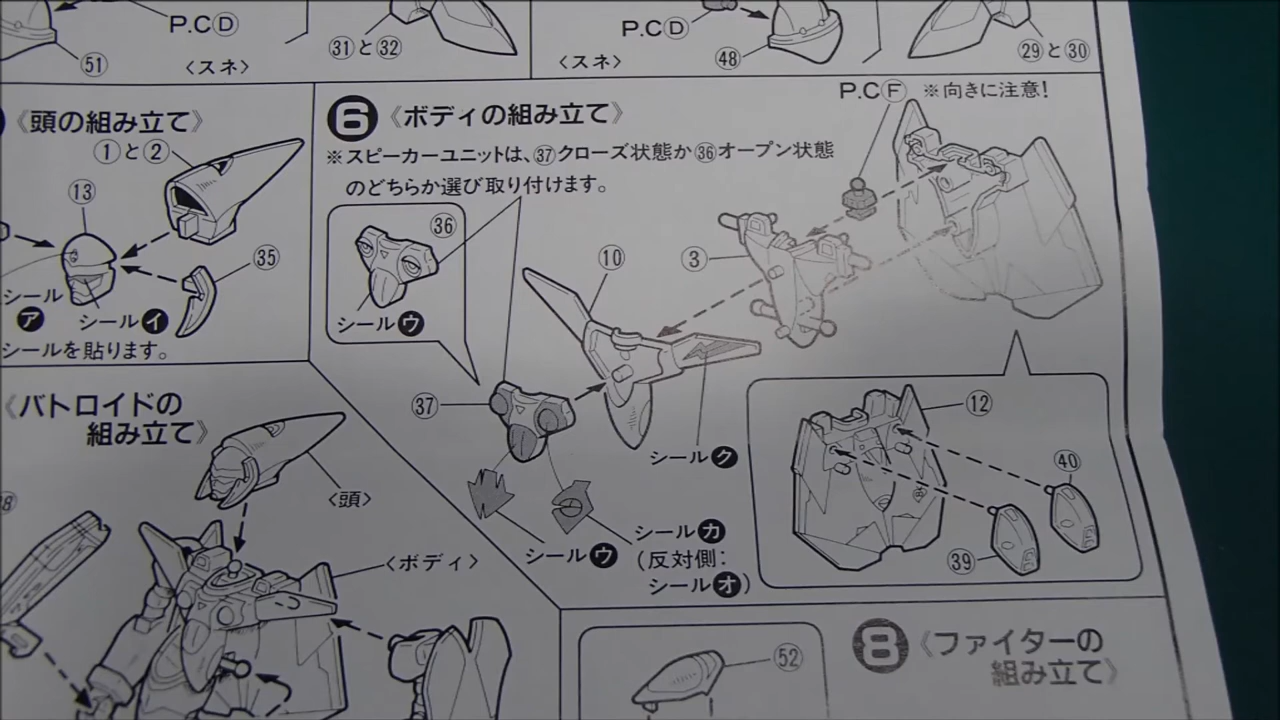 P.CⒹ
㉛と㉜
51
〈スネ〉
P.CⒹ
48
〈スネ〉
㉙と㉚
《頭の組み立て》
①と②
⑬
㉟
シール
ア
シールイ
シールを貼ります。
6《ボディの組み立て》
※スピーカーユニットは、㊲クローズ状態か㊱オープン状態
のどちらか選び取り付けます。
P.CⒻ ※向きに注意!
㊱
シールウ
⑩
③
㊲
シールク
シールウ
シールカ
(反対側:
シールオ)
⑫
㊵
㊴
《バトロイドの
組み立て》
〈頭〉
〈ボディ〉
52
8《ファイターの
組み立て》